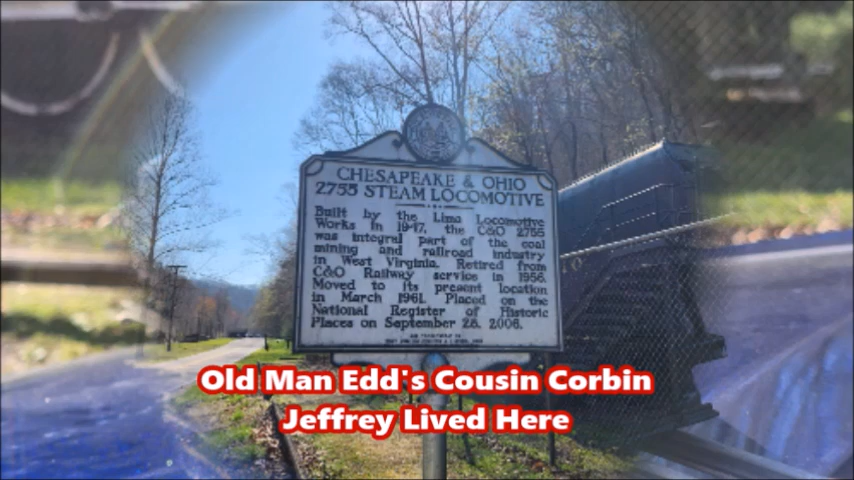 CHESAPEAKE & OHIO
2755 STEAM LOCOMOTIVE
Built by the Lima Locomotive
Works in 1947, the C&O 2755
was integral part of the coal
mining and railroad industry
in West Virginia. Retired from
C&O Railway service in 1956.
Moved to its present location
in March 1961. Placed on the
National Register of Historic
Places on September 28, 2006.
Old Man Edd's Cousin Corbin
Jeffrey Lived Here